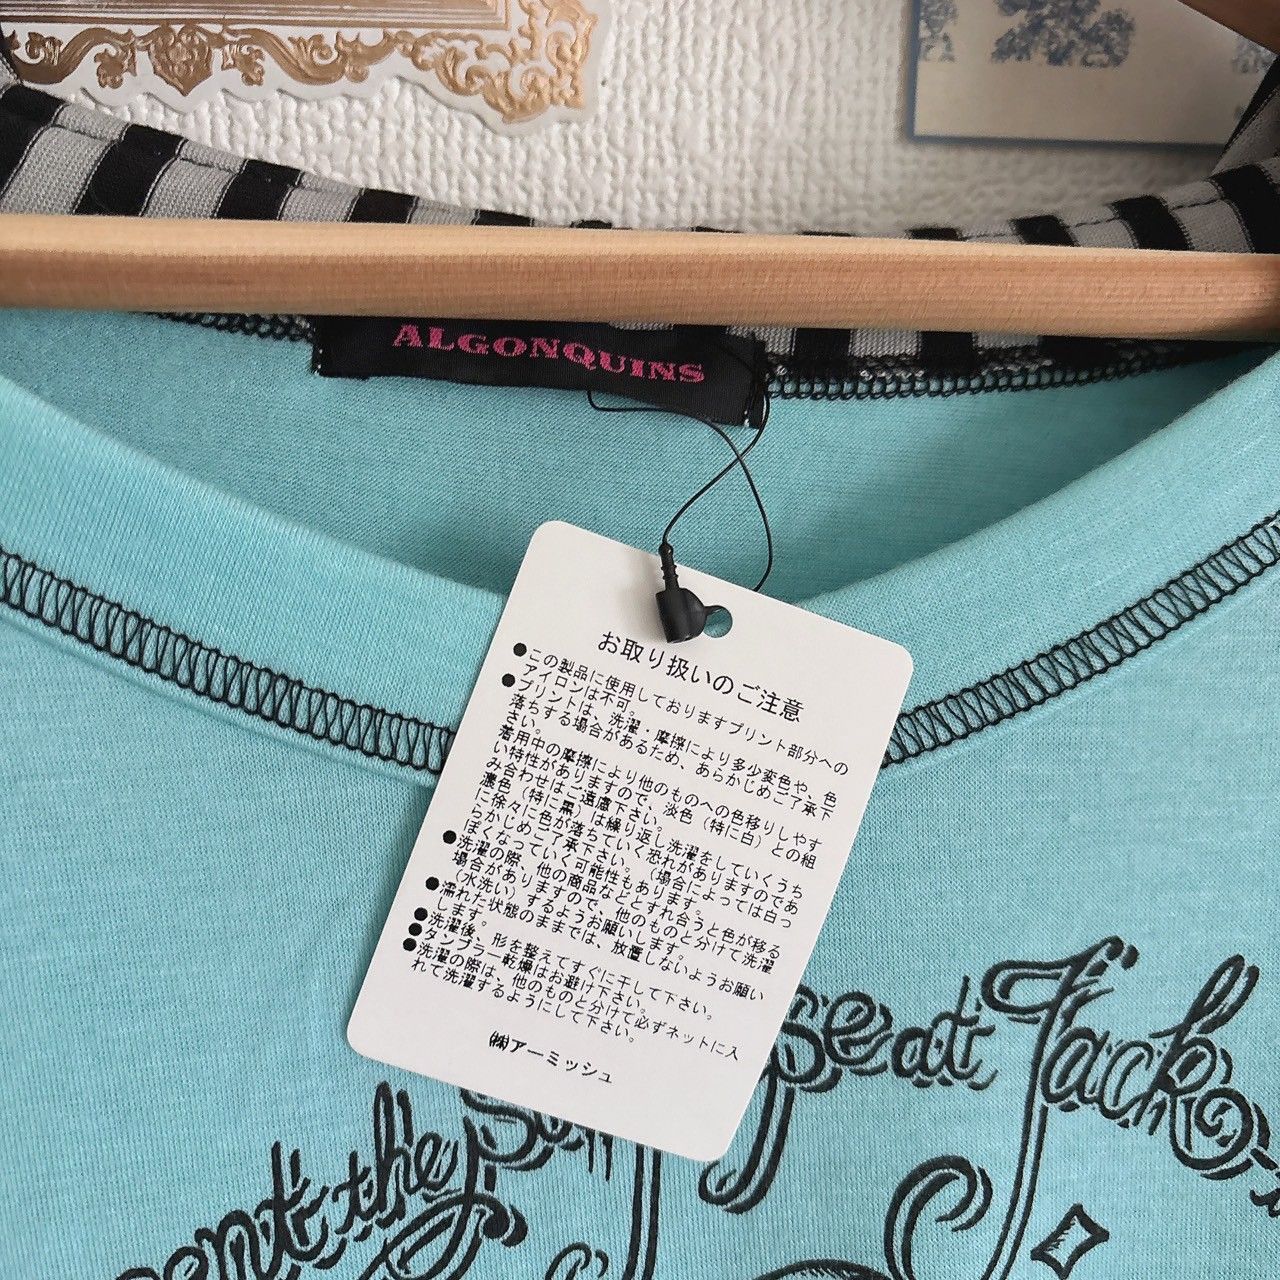 ALGONQUINS
お取り扱いのご注意
●この製品に使用しておりますプリント部分への
アイロンは不可。
●プリントは、洗濯・摩擦により多少変色や、色
落ちする場合があるため、あらかじめご了承下
さい。
着用中の摩擦により他のものへの色移りしやす
い特性がありますので、淡色（特に白）との組
み合わせはご遠慮下さい。
濃色（特に黒）は繰り返し洗濯をしていくうち
に徐々に色が落ちていく恐れがありますのであ
らかじめご了承下さい。（場合によっては白っ
ぽくなっていく可能性もあります。
●洗濯の際、他の商品などとすれ合うと色が移る
場合がありますので、他のものと分けて洗濯
（水洗い）するようお願いします。
●濡れた状態のままでは、放置しないようお願い
します。
●洗濯後、形を整えてすぐに干して下さい。
●タンブラー乾燥はお避け下さい。
●洗濯の際は、他のものと分けて必ずネットに入
れて洗濯するようにして下さい。
㈱アーミッシュ
the
seat Jack